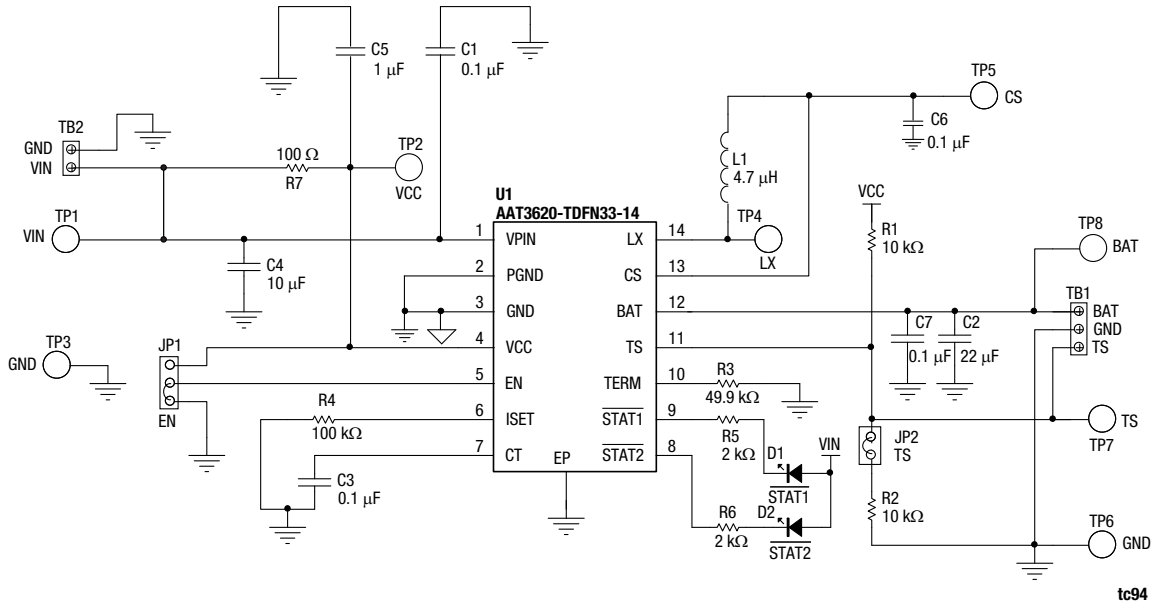 C5
1 µF
C1
0.1 µF
TP5
CS
C6
0.1 µF
TB2
GND
VIN
100 Ω
R7
TP2
VCC
L1
4.7 µH
U1
AAT3620-TDFN33-14
TP1
VIN
TP4
LX
VCC
R1
10 kΩ
TP8
BAT
C4
10 µF
1
VPIN
LX
14
2
PGND
CS
13
3
GND
BAT
12
4
VCC
TS
11
5
EN
TERM
10
6
ISET
STAT1
9
7
CT
EP
STAT2
8
TB1
BAT
GND
TS
C7
0.1 µF
C2
22 µF
TP3
GND
JP1
EN
R3
49.9 kΩ
R4
100 kΩ
R5
2 kΩ
D1
VIN
STAT1
JP2
TS
TS
TP7
C3
0.1 µF
R6
2 kΩ
D2
STAT2
R2
10 kΩ
TP6
GND
tc94